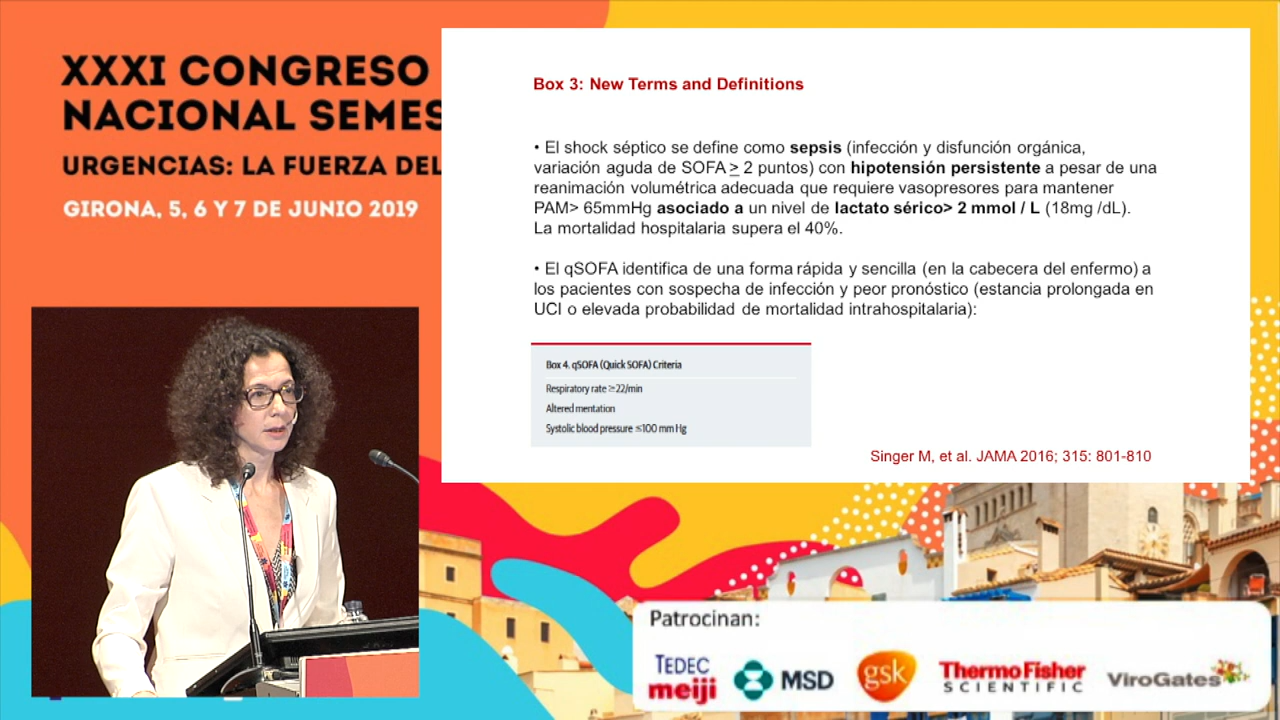 XXXI CONGRESO
NACIONAL SEMES
URGENCIAS: LA FUERZA DEL
GIRONA, 5, 6 Y 7 DE JUNIO 2019
Box 3: New Terms and Definitions
• El shock séptico se define como sepsis (infección y disfunción orgánica,
variación aguda de SOFA ≥ 2 puntos) con hipotensión persistente a pesar de una
reanimación volumétrica adecuada que requiere vasopresores para mantener
PAM> 65mmHg asociado a un nivel de lactato sérico> 2 mmol / L (18mg /dL).
La mortalidad hospitalaria supera el 40%.
• El qSOFA identifica de una forma rápida y sencilla (en la cabecera del enfermo) a
los pacientes con sospecha de infección y peor pronóstico (estancia prolongada en
UCI o elevada probabilidad de mortalidad intrahospitalaria):
Box 4. qSOFA (Quick SOFA) Criteria
Respiratory rate ≥22/min
Altered mentation
Systolic blood pressure ≤100 mm Hg
Singer M, et al. JAMA 2016; 315: 801-810
Patrocinan:
TEDEC
meiji
MSD
gsk
ThermoFisher
SCIENTIFIC
ViroGates